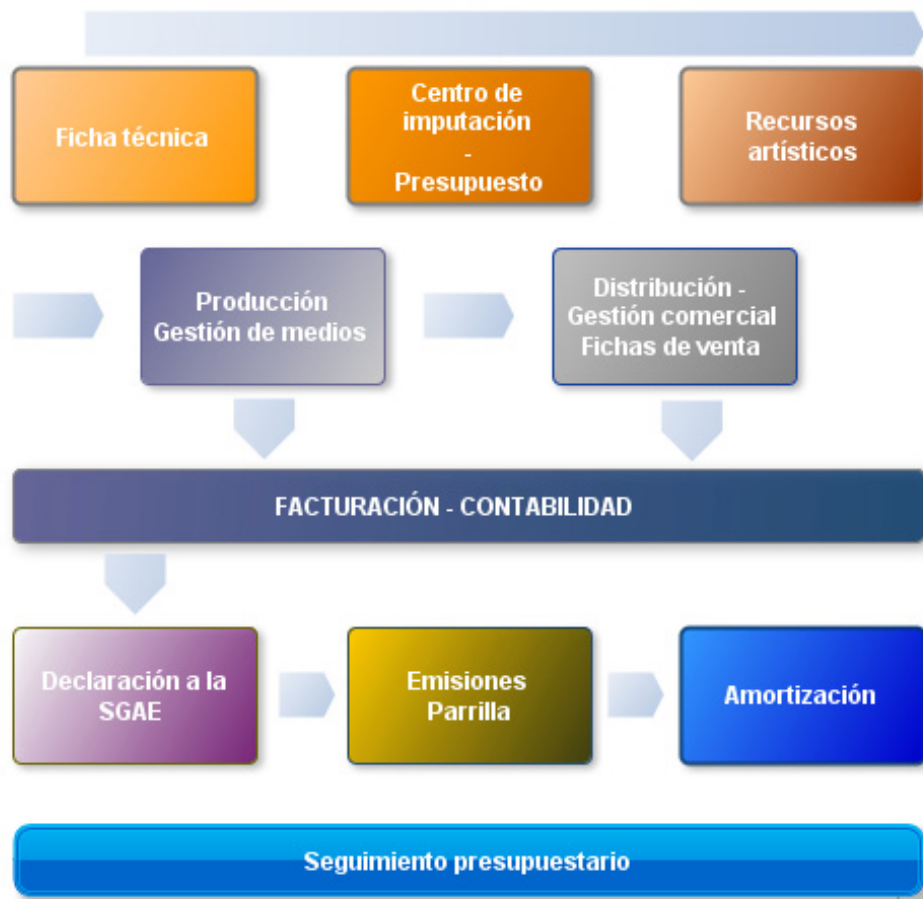 Ficha técnica
Centro de
imputación
-
Presupuesto
Recursos
artísticos
Producción
Gestión de medios
Distribución -
Gestión comercial
Fichas de venta
FACTURACIÓN - CONTABILIDAD
Declaración a la
SGAE
Emisiones
Parrilla
Amortización
Seguimiento presupuestario